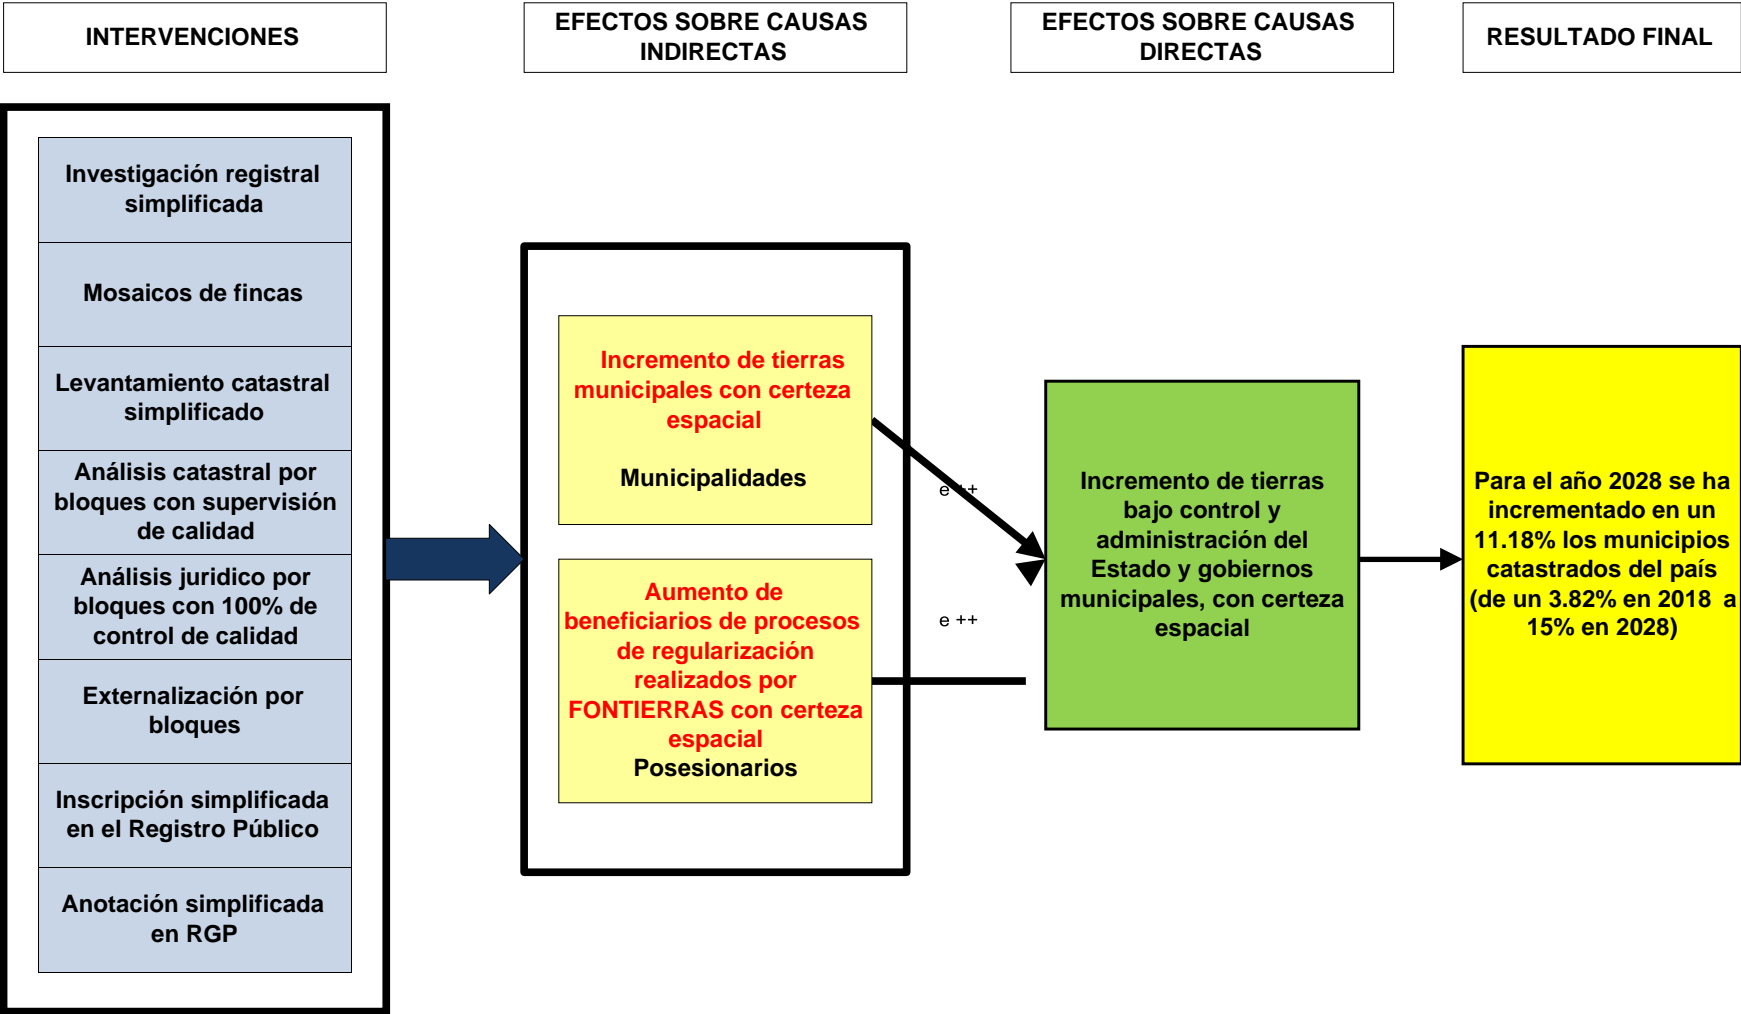 INTERVENCIONES
EFECTOS SOBRE CAUSAS
INDIRECTAS
EFECTOS SOBRE CAUSAS
DIRECTAS
RESULTADO FINAL
Investigación registral
simplificada
Mosaicos de fincas
Levantamiento catastral
simplificado
Análisis catastral por
bloques con supervisión
de calidad
Análisis juridico por
bloques con 100% de
control de calidad
Externalización por
bloques
Inscripción simplificada
en el Registro Público
Anotación simplificada
en RGP
Incremento de tierras
municipales con certeza
espacial
Municipalidades
Aumento de
beneficiarios de procesos
de regularización
realizados por
FONTIERRAS con certeza
espacial
Posesionarios
e ++
e ++
Incremento de tierras
bajo control y
administración del
Estado y gobiernos
municipales, con certeza
espacial
Para el año 2028 se ha
incrementado en un
11.18% los municipios
catastrados del país
(de un 3.82% en 2018 a
15% en 2028)